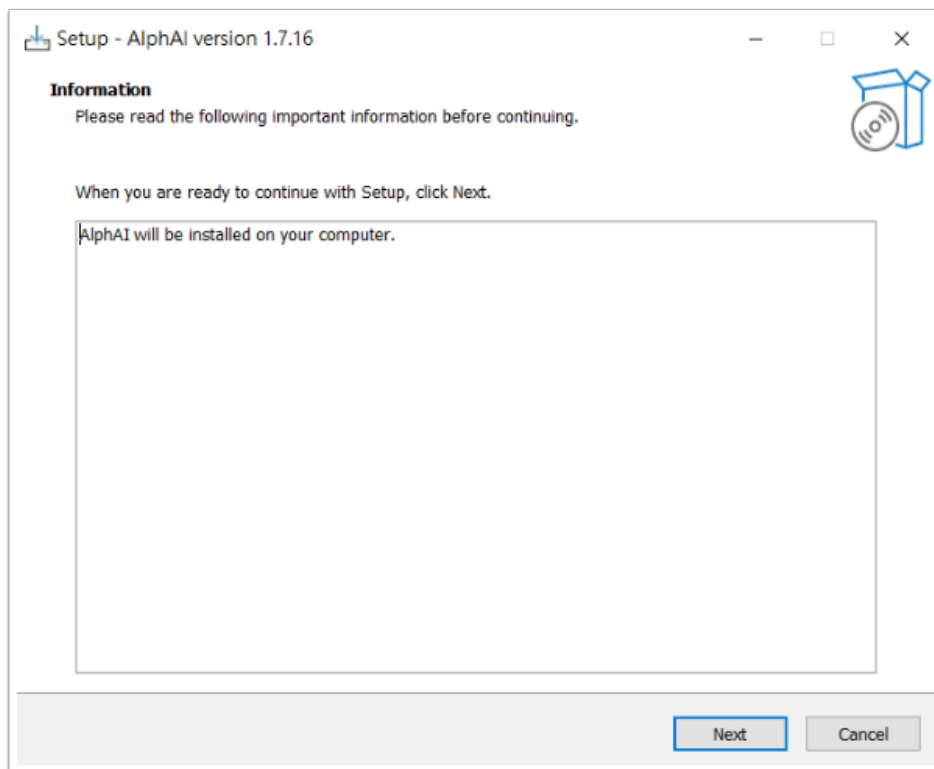 Setup - AlphAI version 1.7.16
Information
Please read the following important information before continuing.
When you are ready to continue with Setup, click Next.
AlphAI will be installed on your computer.
Next Cancel